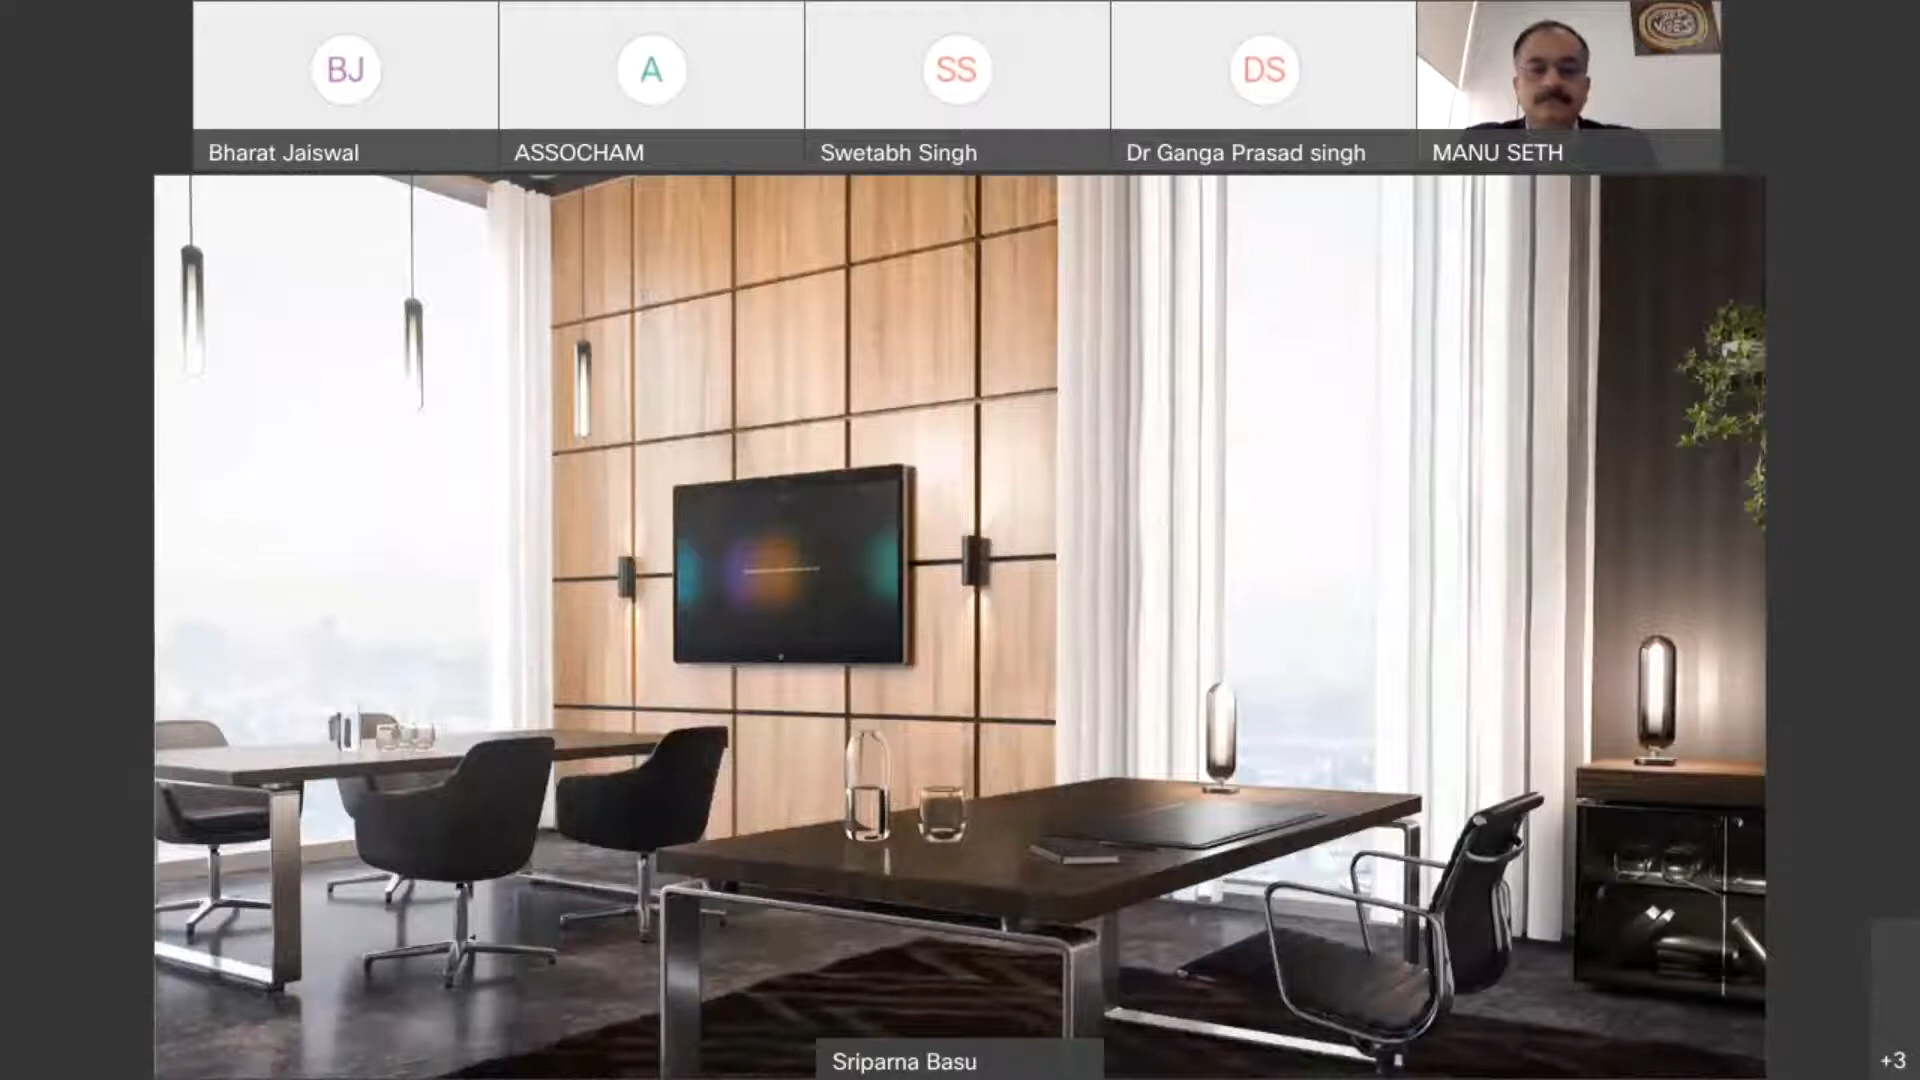 BJ
A
SS
DS
Bharat Jaiswal
ASSOCHAM
Swetabh Singh
Dr Ganga Prasad singh
MANU SETH
Sriparna Basu
+3